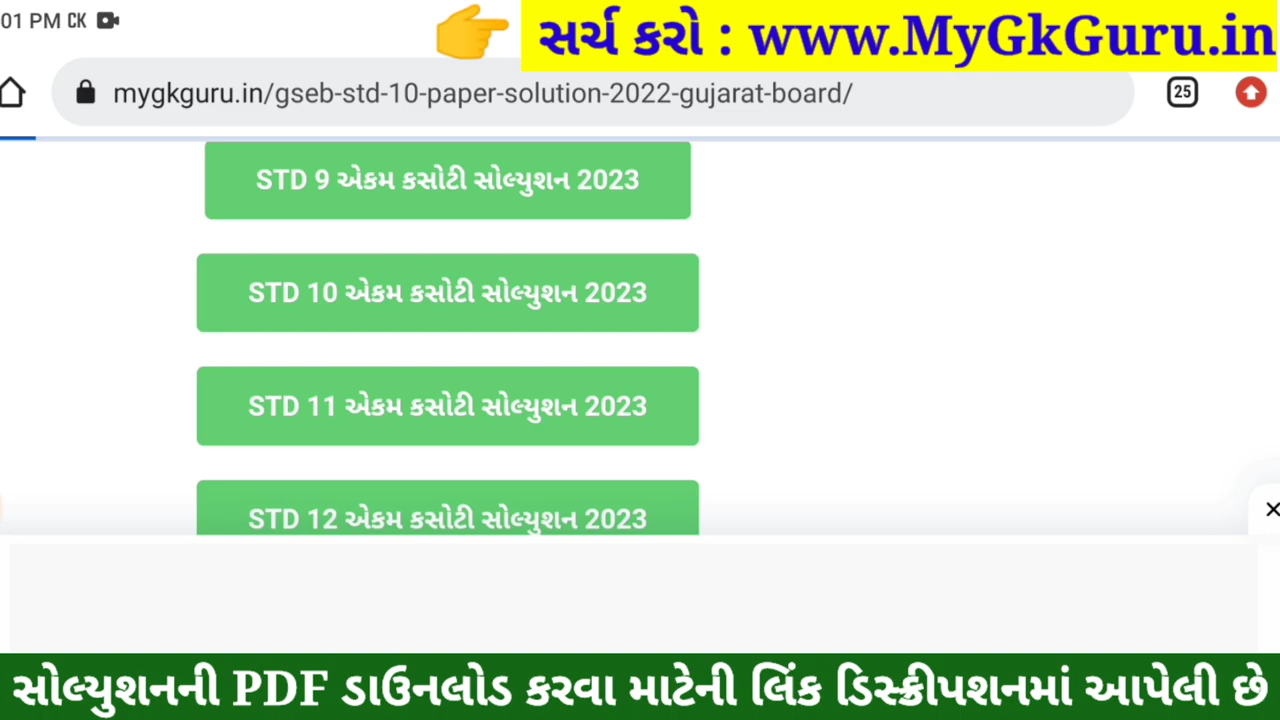 01 PM CK
સર્ચ કરો : www.MyGkGuru.in
mygkguru.in/gseb-std-10-paper-solution-2022-gujarat-board/
25
STD 9 એકમ કસોટી સોલ્યુશન 2023
STD 10 એકમ કસોટી સોલ્યુશન 2023
STD 11 એકમ કસોટી સોલ્યુશન 2023
STD 12 એકમ કસોટી સોલ્યુશન 2023
સોલ્યુશનની PDF ડાઉનલોડ કરવા માટેની લિંક ડિસ્ક્રીપશનમાં આપેલી છે